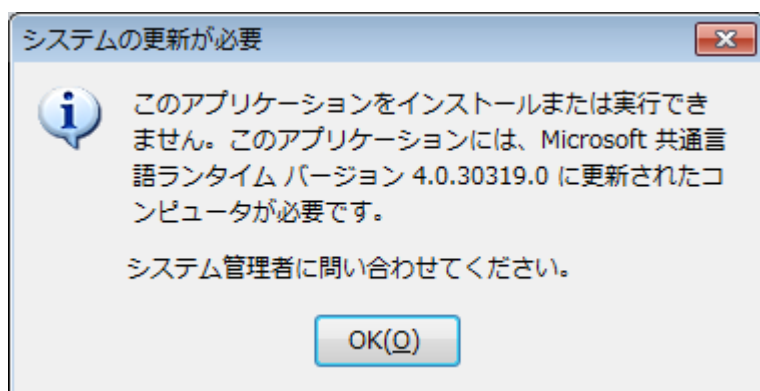 システムの更新が必要
このアプリケーションをインストールまたは実行でき
ません。このアプリケーションには、Microsoft 共通言
語ランタイム バージョン 4.0.30319.0 に更新されたコ
ンピュータが必要です。
システム管理者に問い合わせてください。
OK(O)